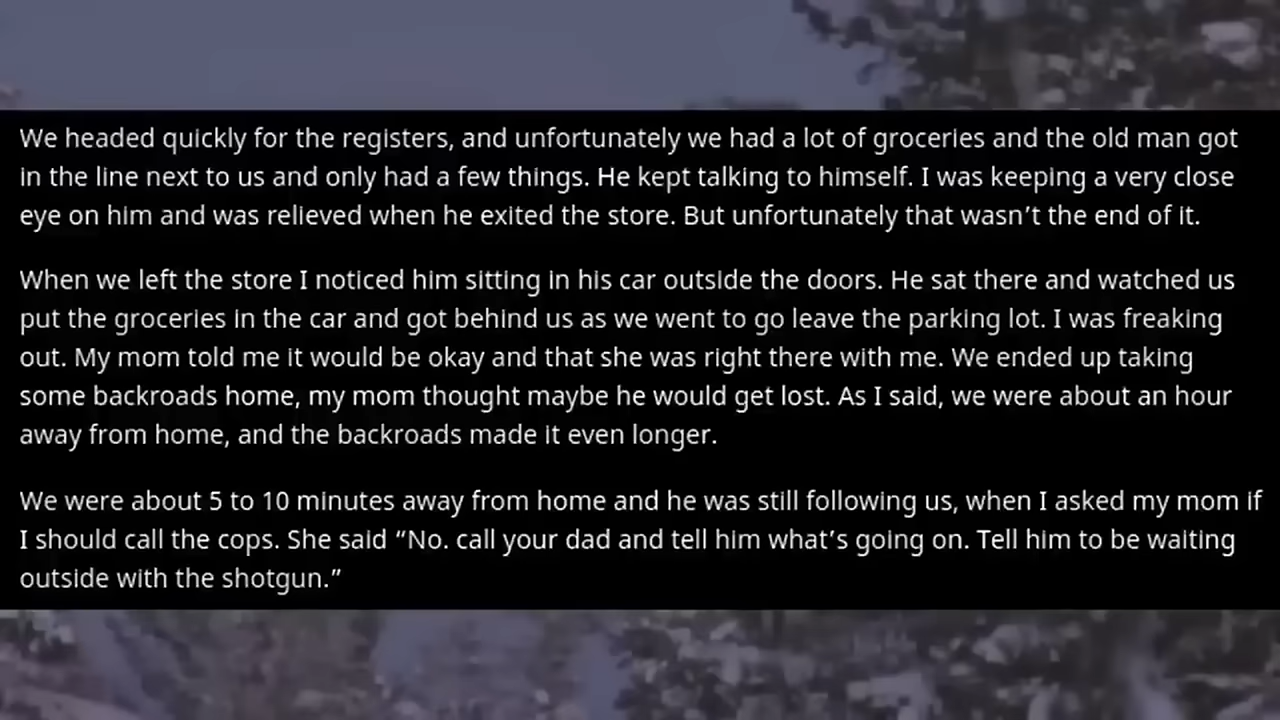 We headed quickly for the registers, and unfortunately we had a lot of groceries and the old man got
in the line next to us and only had a few things. He kept talking to himself. I was keeping a very close
eye on him and was relieved when he exited the store. But unfortunately that wasn’t the end of it.
When we left the store I noticed him sitting in his car outside the doors. He sat there and watched us
put the groceries in the car and got behind us as we went to go leave the parking lot. I was freaking
out. My mom told me it would be okay and that she was right there with me. We ended up taking
some backroads home, my mom thought maybe he would get lost. As I said, we were about an hour
away from home, and the backroads made it even longer.
We were about 5 to 10 minutes away from home and he was still following us, when I asked my mom if
I should call the cops. She said “No. call your dad and tell him what’s going on. Tell him to be waiting
outside with the shotgun.”